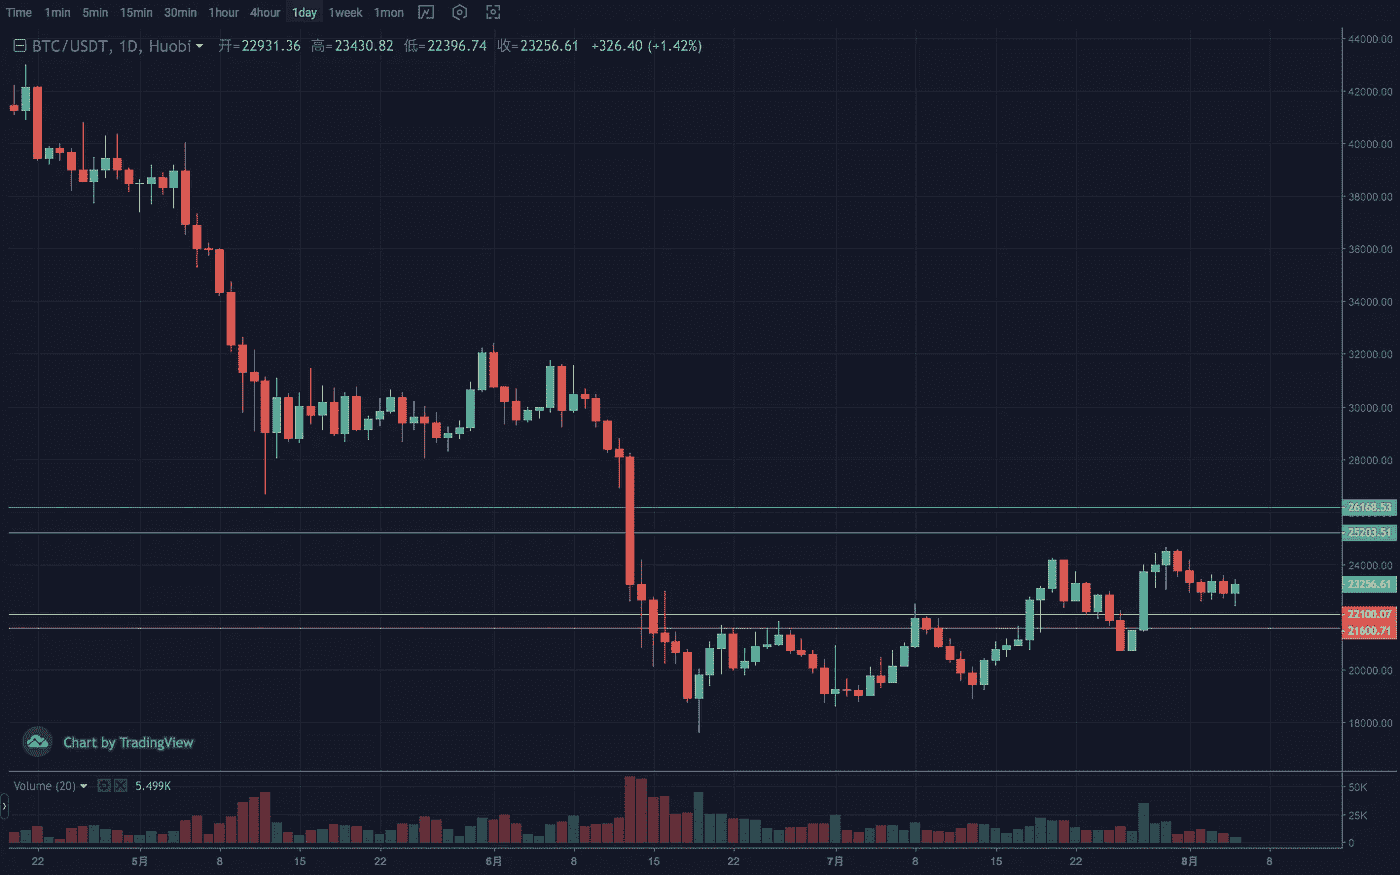 Time 1min 5min 15min 30min 1hour 4hour 1day 1week 1mon
BTC/USDT, 1D, Huobi 开=22931.36 高=23430.82 低=22396.74 收=23256.61 +326.40 (+1.42%)
44000.00
42000.00
40000.00
38000.00
36000.00
34000.00
32000.00
30000.00
28000.00
26168.53
25203.51
24000.00
23256.61
22100.07
21600.71
20000.00
18000.00
Chart by TradingView
Volume (20) 5.499K
50K
25K
0
22 5月 8 15 22 6月 8 15 22 7月 8 15 22 8月 8